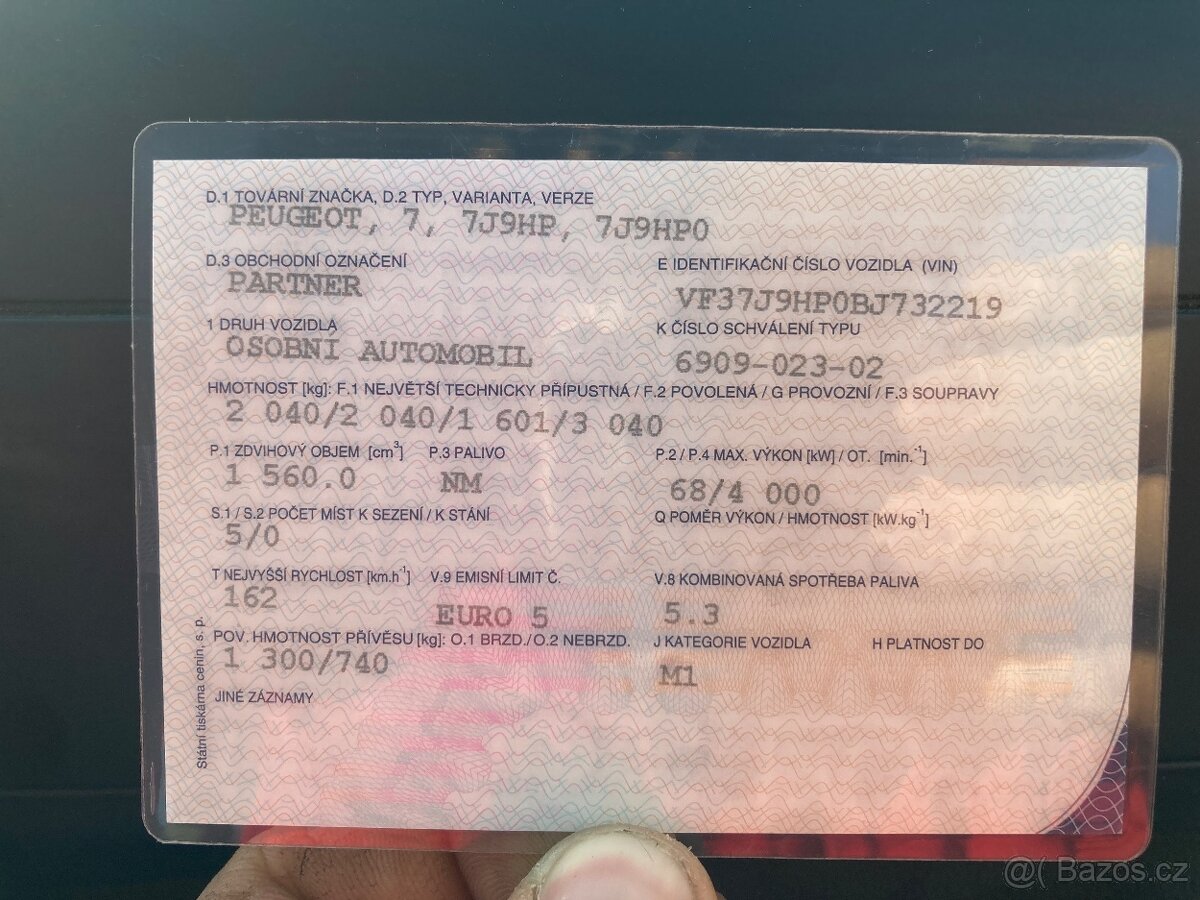 D.1 TOVÁRNÍ ZNAČKA, D.2 TYP, VARIANTA, VERZE
PEUGEOT, 7, 7J9HP, 7J9HP0
D.3 OBCHODNÍ OZNAČENÍ
PARTNER
E IDENTIFIKAČNÍ ČÍSLO VOZIDLA (VIN)
VF37J9HP0BJ732219
1 DRUH VOZIDLA
OSOBNÍ AUTOMOBIL
K ČÍSLO SCHVÁLENÍ TYPU
6909-023-02
HMOTNOST [kg]: F.1 NEJVĚTŠÍ TECHNICKY PŘÍPUSTNÁ / F.2 POVOLENÁ / G PROVOZNÍ / F.3 SOUPRAVY
2 040/2 040/1 601/3 040
P.1 ZDVIHOVÝ OBJEM [cm³] P.3 PALIVO
1 560.0 NM
P.2 / P.4 MAX. VÝKON [kW] / OT. [min.⁻¹]
68/4 000
S.1 / S.2 POČET MÍST K SEZENÍ / K STÁNÍ
5/0
Q POMĚR VÝKON / HMOTNOST [kW.kg⁻¹]
T NEJVYŠŠÍ RYCHLOST [km.h⁻¹] V.9 EMISNÍ LIMIT Č.
162 EURO 5
V.8 KOMBINOVANÁ SPOTŘEBA PALIVA
5.3
POV. HMOTNOST PŘÍVĚSU [kg]: O.1 BRZD./O.2 NEBRZD.
1 300/740
J KATEGORIE VOZIDLA H PLATNOST DO
M1
JINÉ ZÁZNAMY
Státní tiskárna cenin, s. p.
@( Bazos.cz